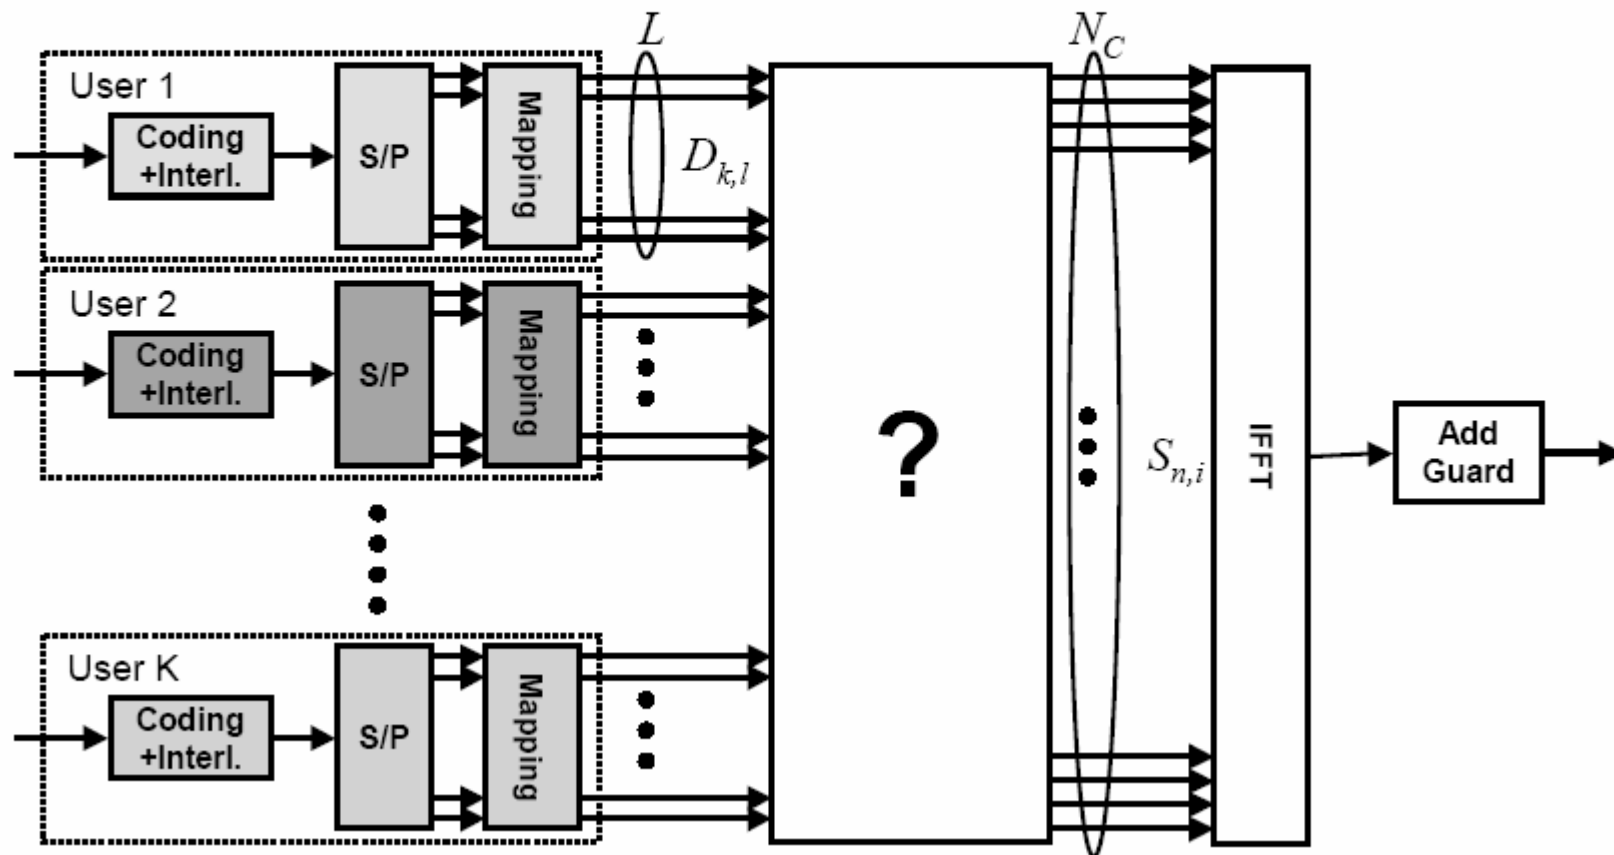 L
N_C
User 1
Coding
+Interl.
S/P
Mapping
D_{k,l}
User 2
Coding
+Interl.
S/P
Mapping
?
S_{n,i}
IFFT
Add
Guard
User K
Coding
+Interl.
S/P
Mapping